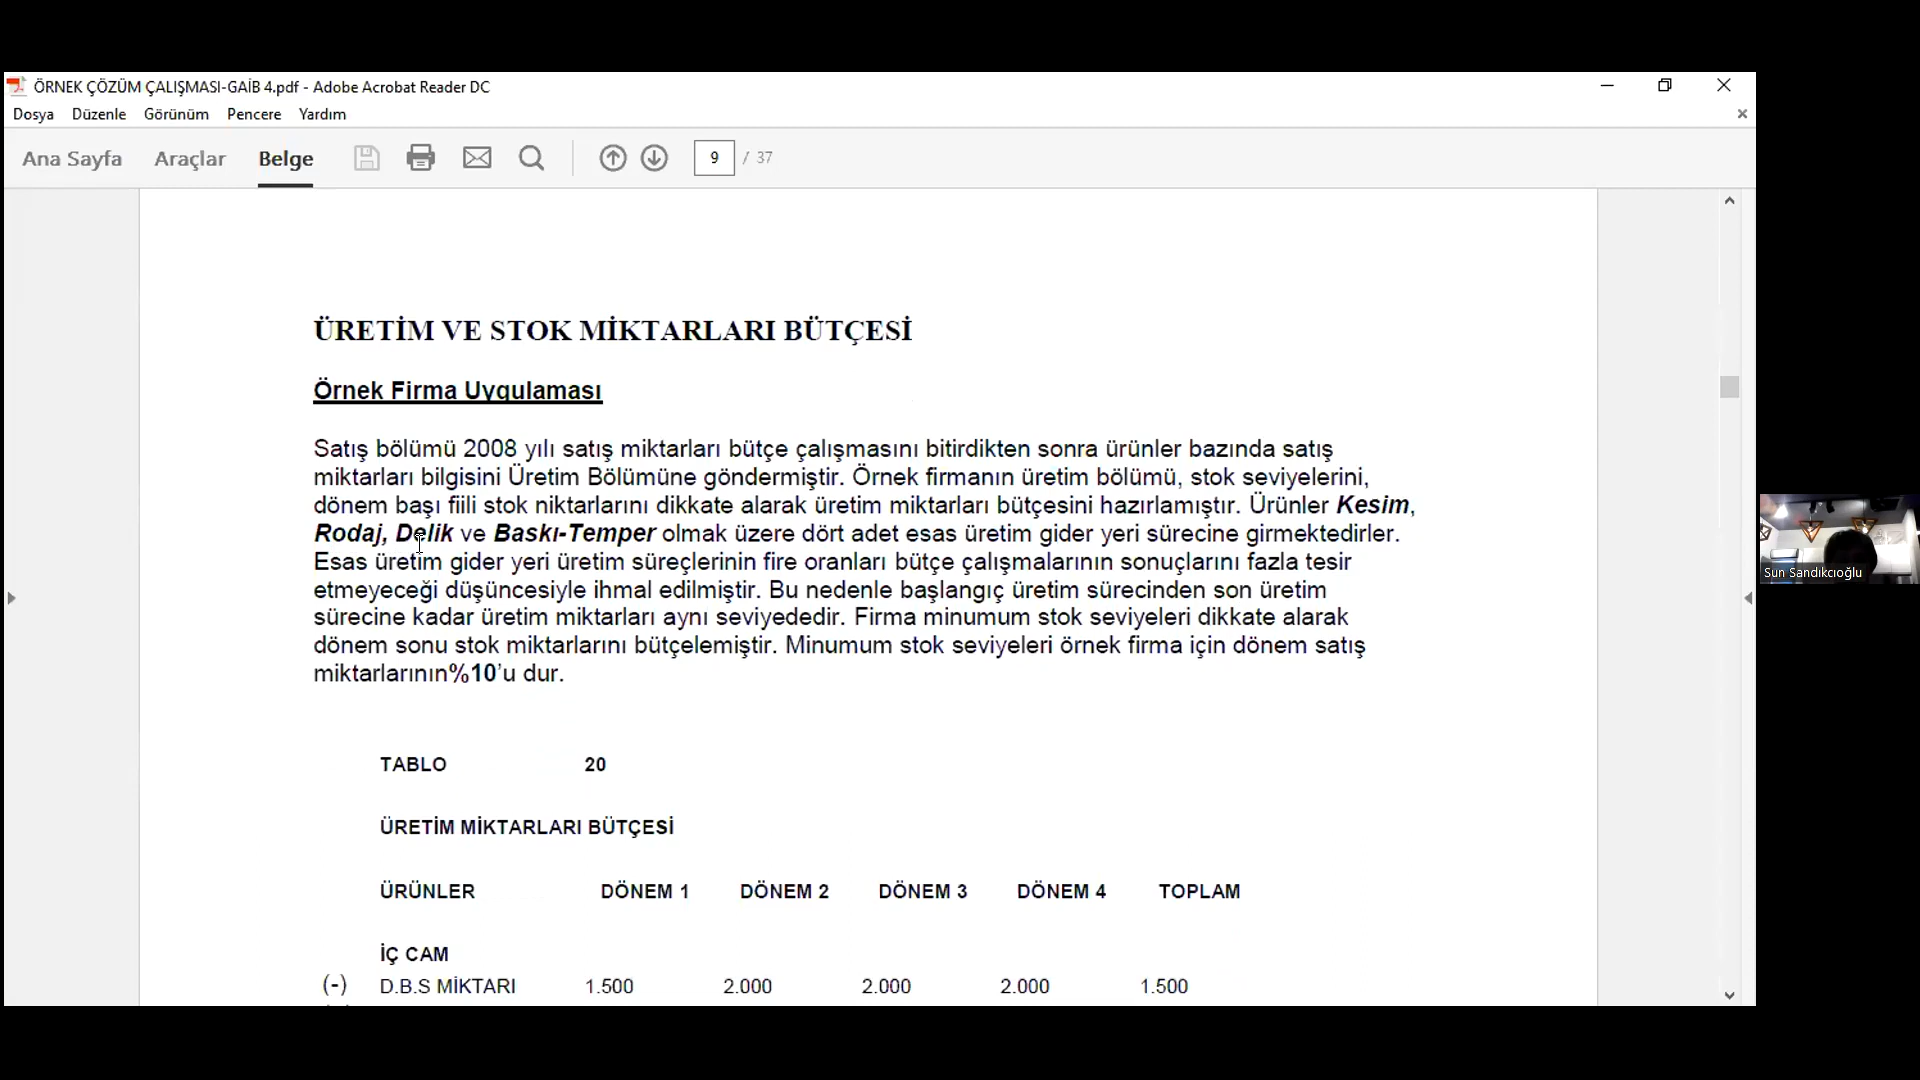 ÖRNEK ÇÖZÜM ÇALIŞMASI-GAİB 4.pdf - Adobe Acrobat Reader DC
Dosya Düzenle Görünüm Pencere Yardım
Ana Sayfa Araçlar Belge 9 / 37
ÜRETİM VE STOK MİKTARLARI BÜTÇESİ
Örnek Firma Uygulaması
Satış bölümü 2008 yılı satış miktarları bütçe çalışmasını bitirdikten sonra ürünler bazında satış
miktarları bilgisini Üretim Bölümüne göndermiştir. Örnek firmanın üretim bölümü, stok seviyelerini,
dönem başı fiili stok niktarlarını dikkate alarak üretim miktarları bütçesini hazırlamıştır. Ürünler Kesim,
Rodaj, Delik ve Baskı-Temper olmak üzere dört adet esas üretim gider yeri sürecine girmektedirler.
Esas üretim gider yeri üretim süreçlerinin fire oranları bütçe çalışmalarının sonuçlarını fazla tesir
etmeyeceği düşüncesiyle ihmal edilmiştir. Bu nedenle başlangıç üretim sürecinden son üretim
sürecine kadar üretim miktarları aynı seviyededir. Firma minumum stok seviyeleri dikkate alarak
dönem sonu stok miktarlarını bütçelemiştir. Minumum stok seviyeleri örnek firma için dönem satış
miktarlarının%10'u dur.
TABLO 20
ÜRETİM MİKTARLARI BÜTÇESİ
ÜRÜNLER DÖNEM 1 DÖNEM 2 DÖNEM 3 DÖNEM 4 TOPLAM
İÇ CAM
(-) D.B.S MİKTARI 1.500 2.000 2.000 2.000 1.500
Sun Sandıkcıoğlu